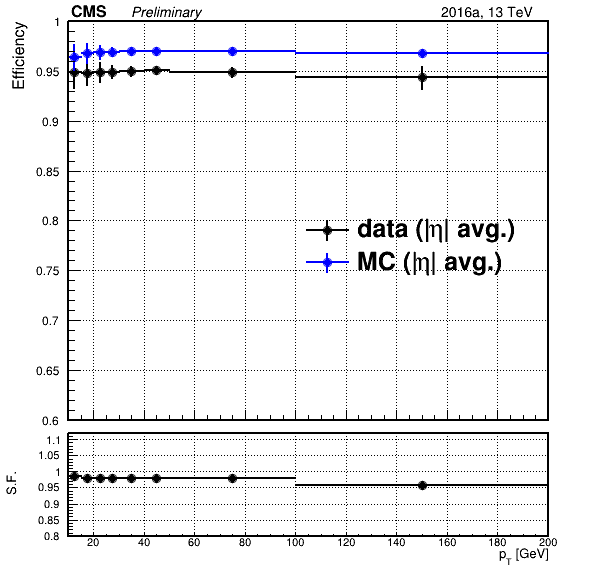 CMS Preliminary 2016a, 13 TeV
Efficiency
1
0.95
0.9
0.85
0.8
0.75
0.7
0.65
0.6
data (|η| avg.)
MC (|η| avg.)
S.F.
1.1
1.05
1
0.95
0.9
0.85
0.8
20 40 60 80 100 120 140 160 180 200
p_T [GeV]